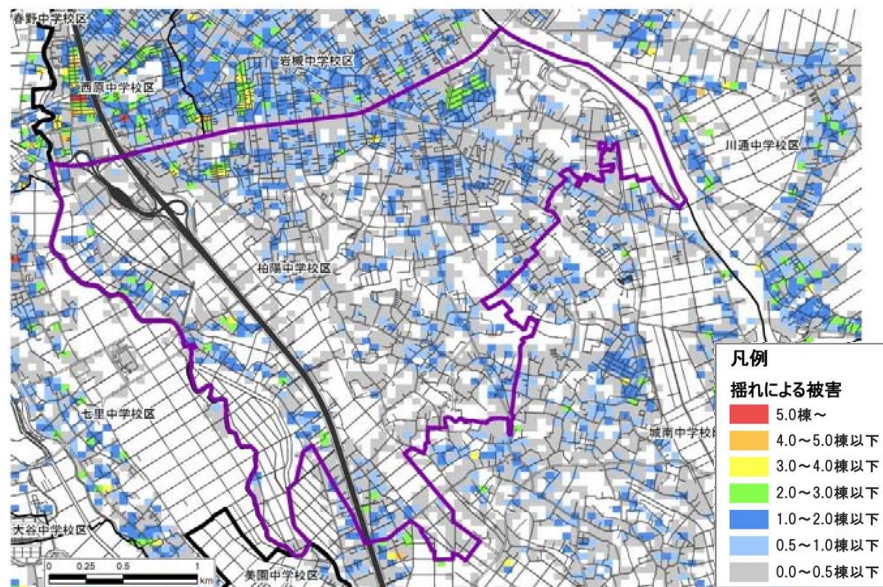 春野中学校区
岩槻中学校区
西原中学校区
川通中学校区
柏陽中学校区
七里中学校区
城南中学校区
大谷中学校区
美園中学校区
0 0.25 0.5 1
km
凡例
揺れによる被害
5.0棟~
4.0~5.0棟以下
3.0~4.0棟以下
2.0~3.0棟以下
1.0~2.0棟以下
0.5~1.0棟以下
0.0~0.5棟以下